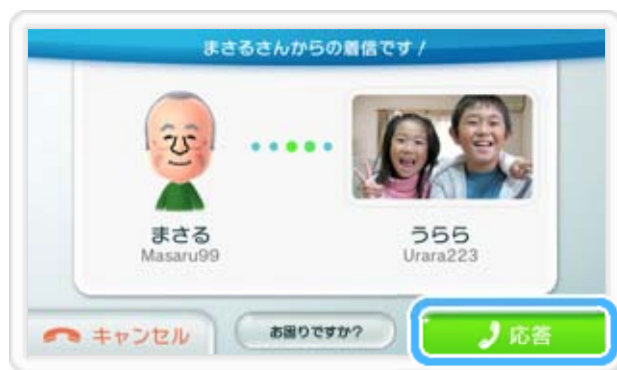 まさるさんからの着信です！
まさる
Masaru99
うらら
Urara223
キャンセル
お困りですか？
応答